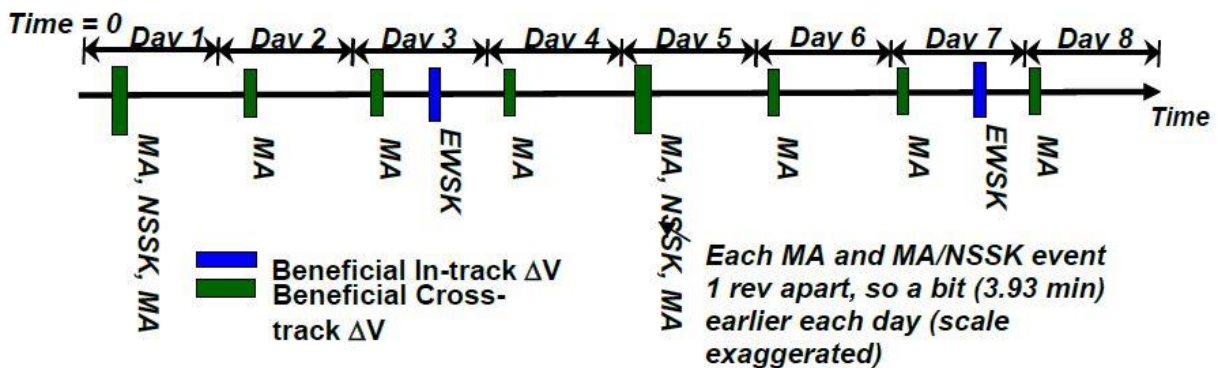 Time = 0
Day 1
Day 2
Day 3
Day 4
Day 5
Day 6
Day 7
Day 8
Time
MA, NSSK, MA
MA
MA
EWSK
MA
MA, NSSK, MA
MA
MA
EWSK
MA
Beneficial In-track ΔV
Beneficial Cross-
track ΔV
Each MA and MA/NSSK event
1 rev apart, so a bit (3.93 min)
earlier each day (scale
exaggerated)